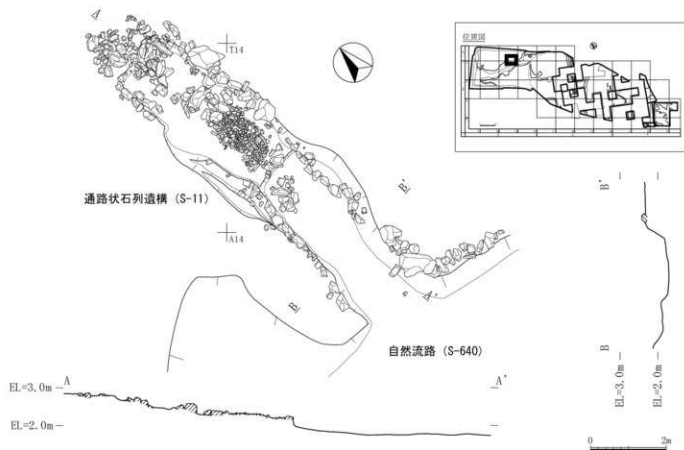 A
T14
位置図
通路状石列遺構（S-11）
A14
B'
A'
B
自然流路（S-640）
B'
B
EL=3.0m
EL=2.0m
EL=3.0m
A
A'
EL=2.0m
0
2m